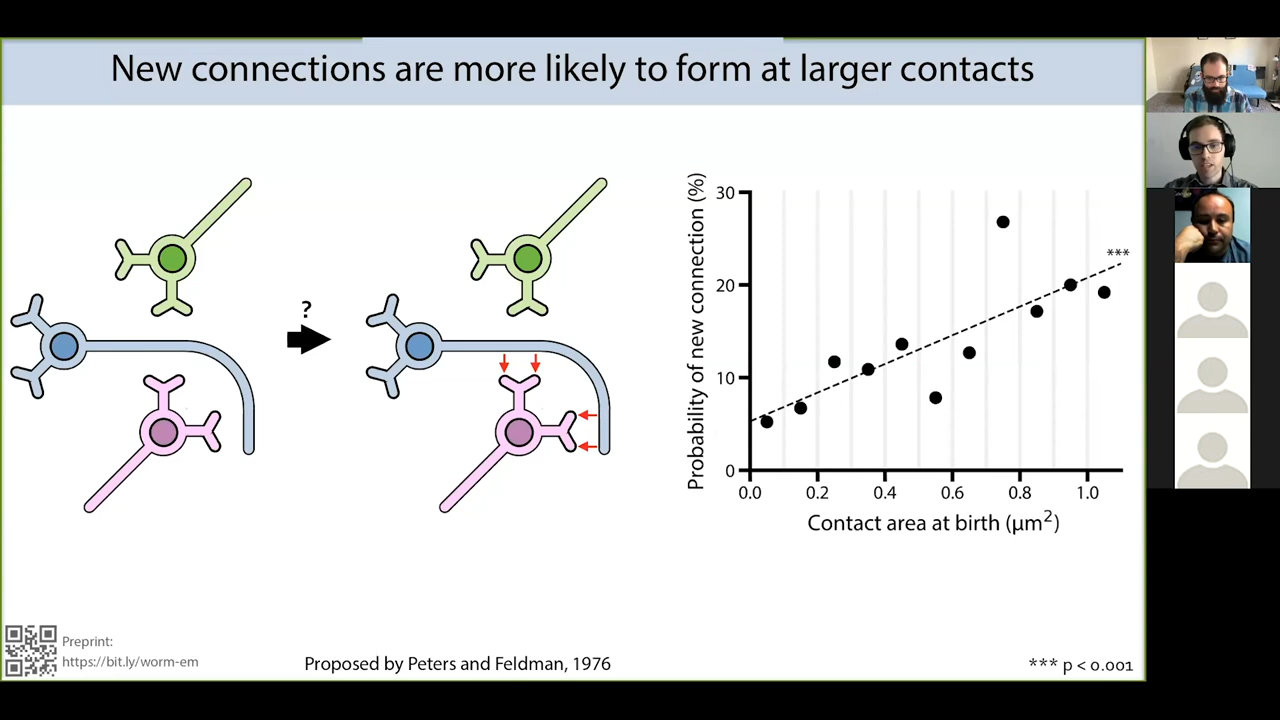 New connections are more likely to form at larger contacts
?
Probability of new connection (%)
30
20
10
0
***
0.0 0.2 0.4 0.6 0.8 1.0
Contact area at birth (µm²)
Preprint:
https://bit.ly/worm-em
Proposed by Peters and Feldman, 1976
*** p < 0.001